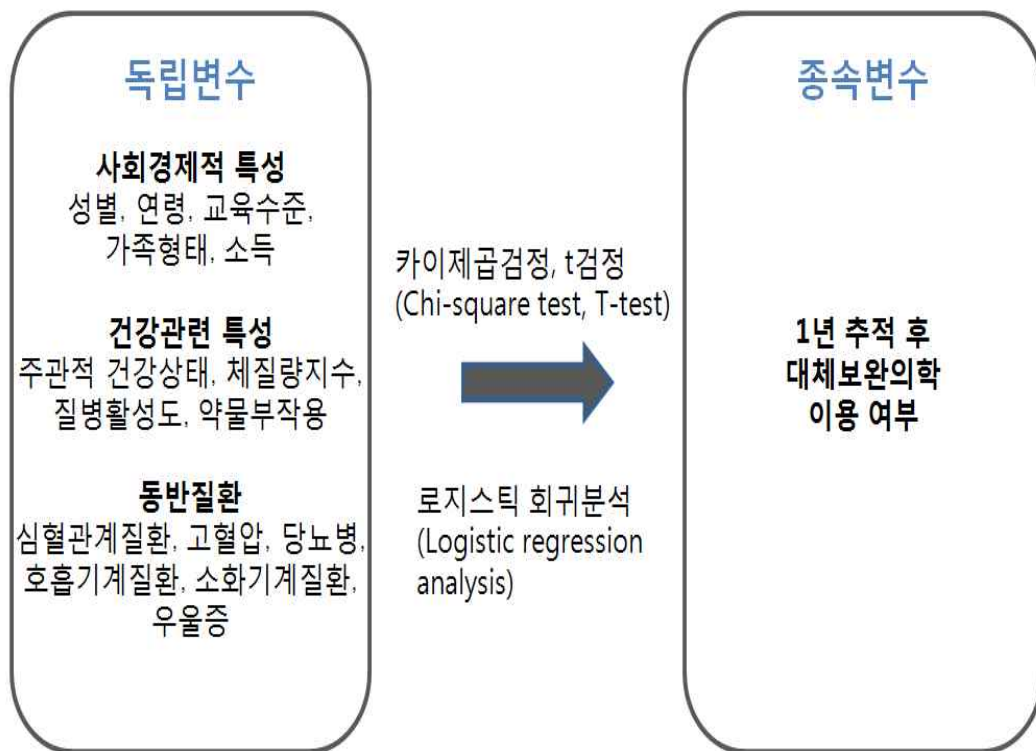 독립변수
사회경제적 특성
성별, 연령, 교육수준,
가족형태, 소득
건강관련 특성
주관적 건강상태, 체질량지수,
질병활성도, 약물부작용
동반질환
심혈관계질환, 고혈압, 당뇨병,
호흡기계질환, 소화기계질환,
우울증
카이제곱검정, t검정
(Chi-square test, T-test)
로지스틱 회귀분석
(Logistic regression
analysis)
종속변수
1년 추적 후
대체보완의학
이용 여부